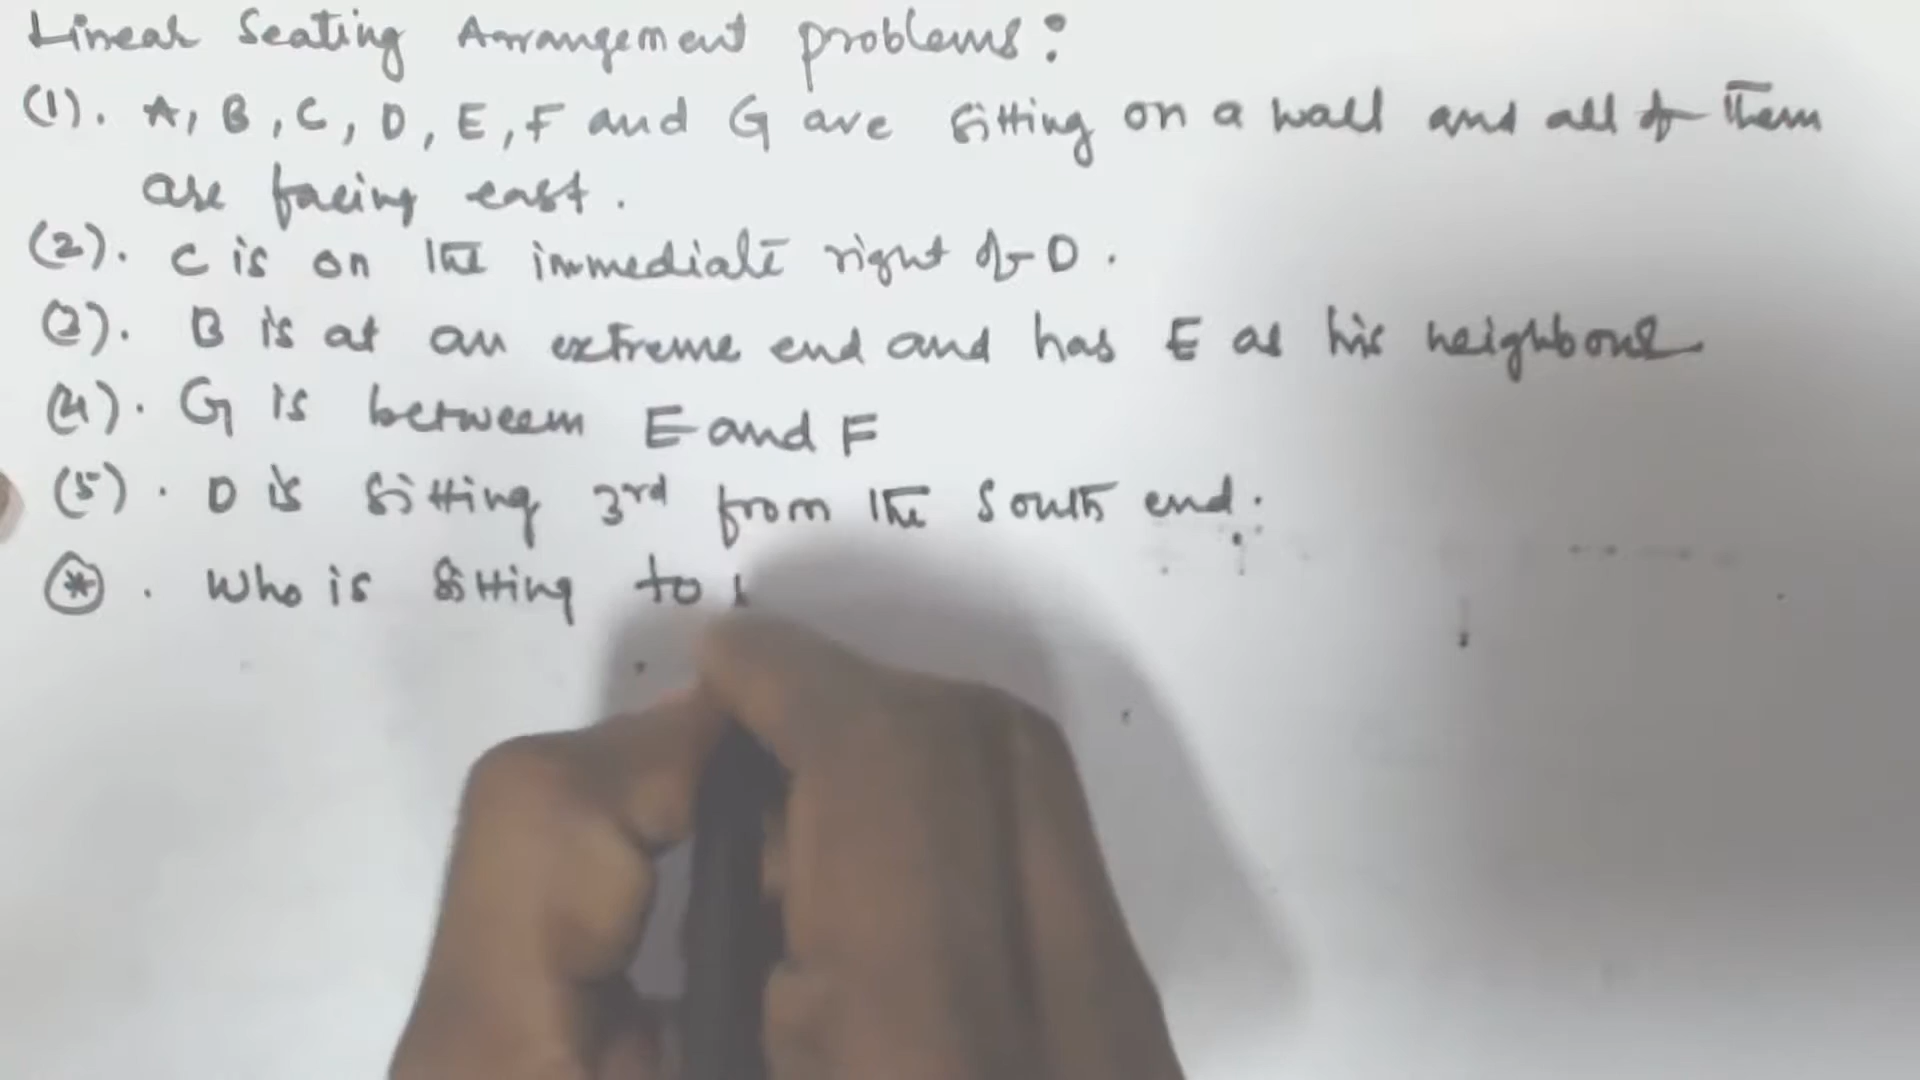 Linear Seating Arrangement problems:
(1). A, B, C, D, E, F and G are sitting on a wall and all of them
are facing east.
(2). C is on the immediate right of D.
(3). B is at an extreme end and has E as his neighbour
(4). G is between E and F
(5). D is sitting 3rd from the South end.
(*). Who is sitting to